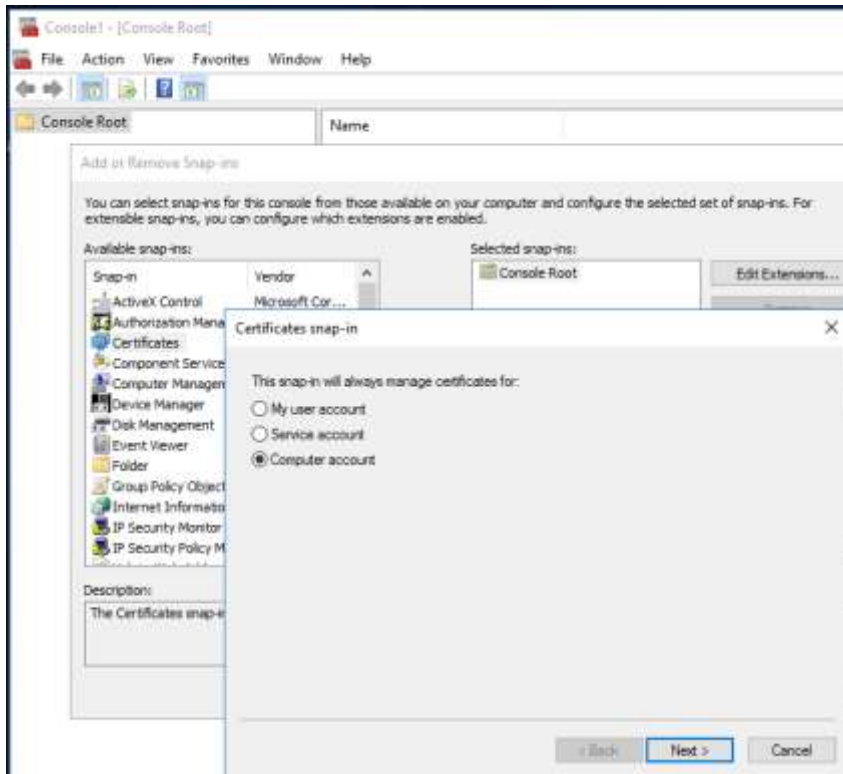 Console1 - [Console Root]
File Action View Favorites Window Help
Console Root
Name
Add or Remove Snap-ins
You can select snap-ins for this console from those available on your computer and configure the selected set of snap-ins. For
extensible snap-ins, you can configure which extensions are enabled.
Available snap-ins:
Snap-in Vendor
ActiveX Control Microsoft Cor...
Authorization Mana
Certificates
Component Service
Computer Managem
Device Manager
Disk Management
Event Viewer
Folder
Group Policy Object
Internet Informatio
IP Security Monitor
IP Security Policy M
Selected snap-ins:
Console Root
Edit Extensions...
Description:
The Certificates snap-i
Certificates snap-in
This snap-in will always manage certificates for:
My user account
Service account
Computer account
< Back Next > Cancel